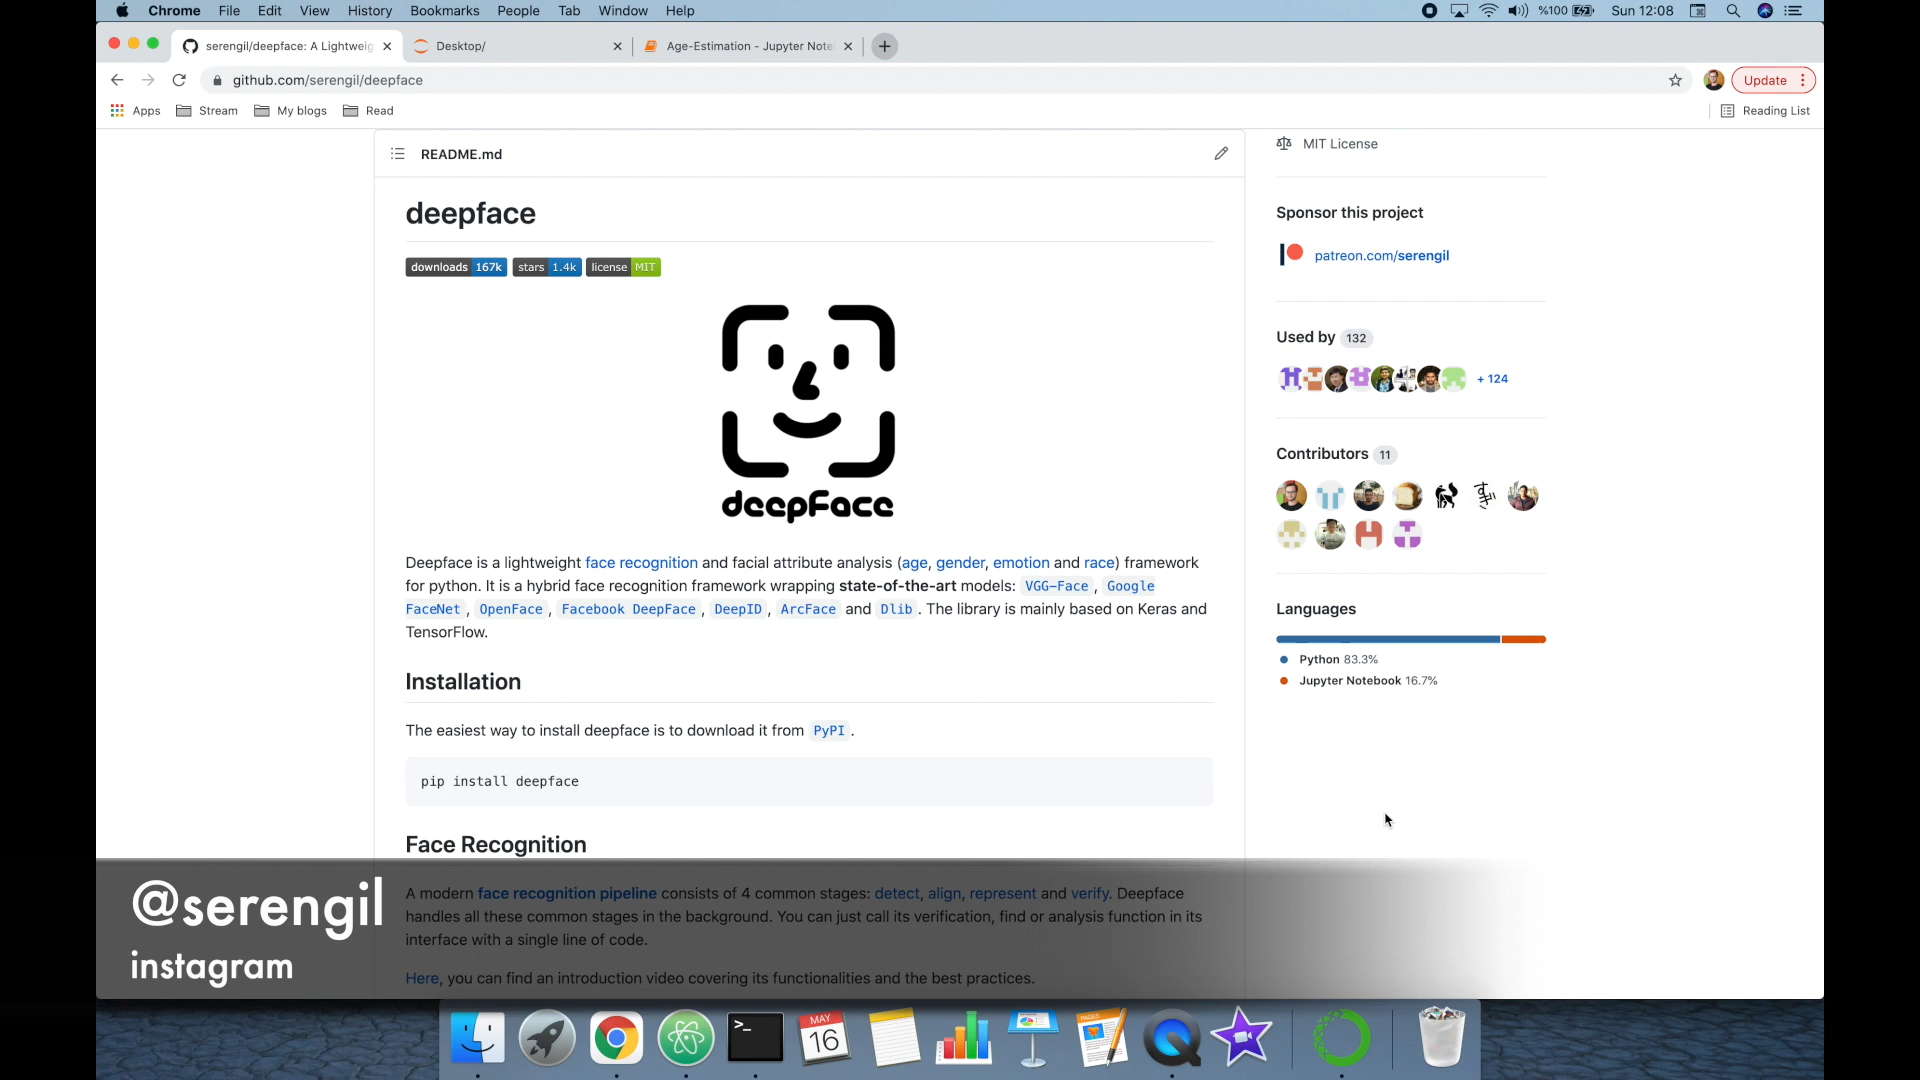 Chrome File Edit View History Bookmarks People Tab Window Help %100 Sun 12:08
serengil/deepface: A Lightweig Desktop/ Age-Estimation - Jupyter Note
github.com/serengil/deepface Update
Apps Stream My blogs Read Reading List
README.md
deepface
downloads 167k stars 1.4k license MIT
deepFace
Deepface is a lightweight face recognition and facial attribute analysis (age, gender, emotion and race) framework
for python. It is a hybrid face recognition framework wrapping state-of-the-art models: VGG-Face , Google
FaceNet , OpenFace , Facebook DeepFace , DeepID , ArcFace and Dlib . The library is mainly based on Keras and
TensorFlow.
Installation
The easiest way to install deepface is to download it from PyPI .
pip install deepface
Face Recognition
A modern face recognition pipeline consists of 4 common stages: detect, align, represent and verify. Deepface
handles all these common stages in the background. You can just call its verification, find or analysis function in its
interface with a single line of code.
Here, you can find an introduction video covering its functionalities and the best practices.
MIT License
Sponsor this project
patreon.com/serengil
Used by 132
+ 124
Contributors 11
Languages
Python 83.3%
Jupyter Notebook 16.7%
@serengil
instagram
>_
MAY
16
PAGES